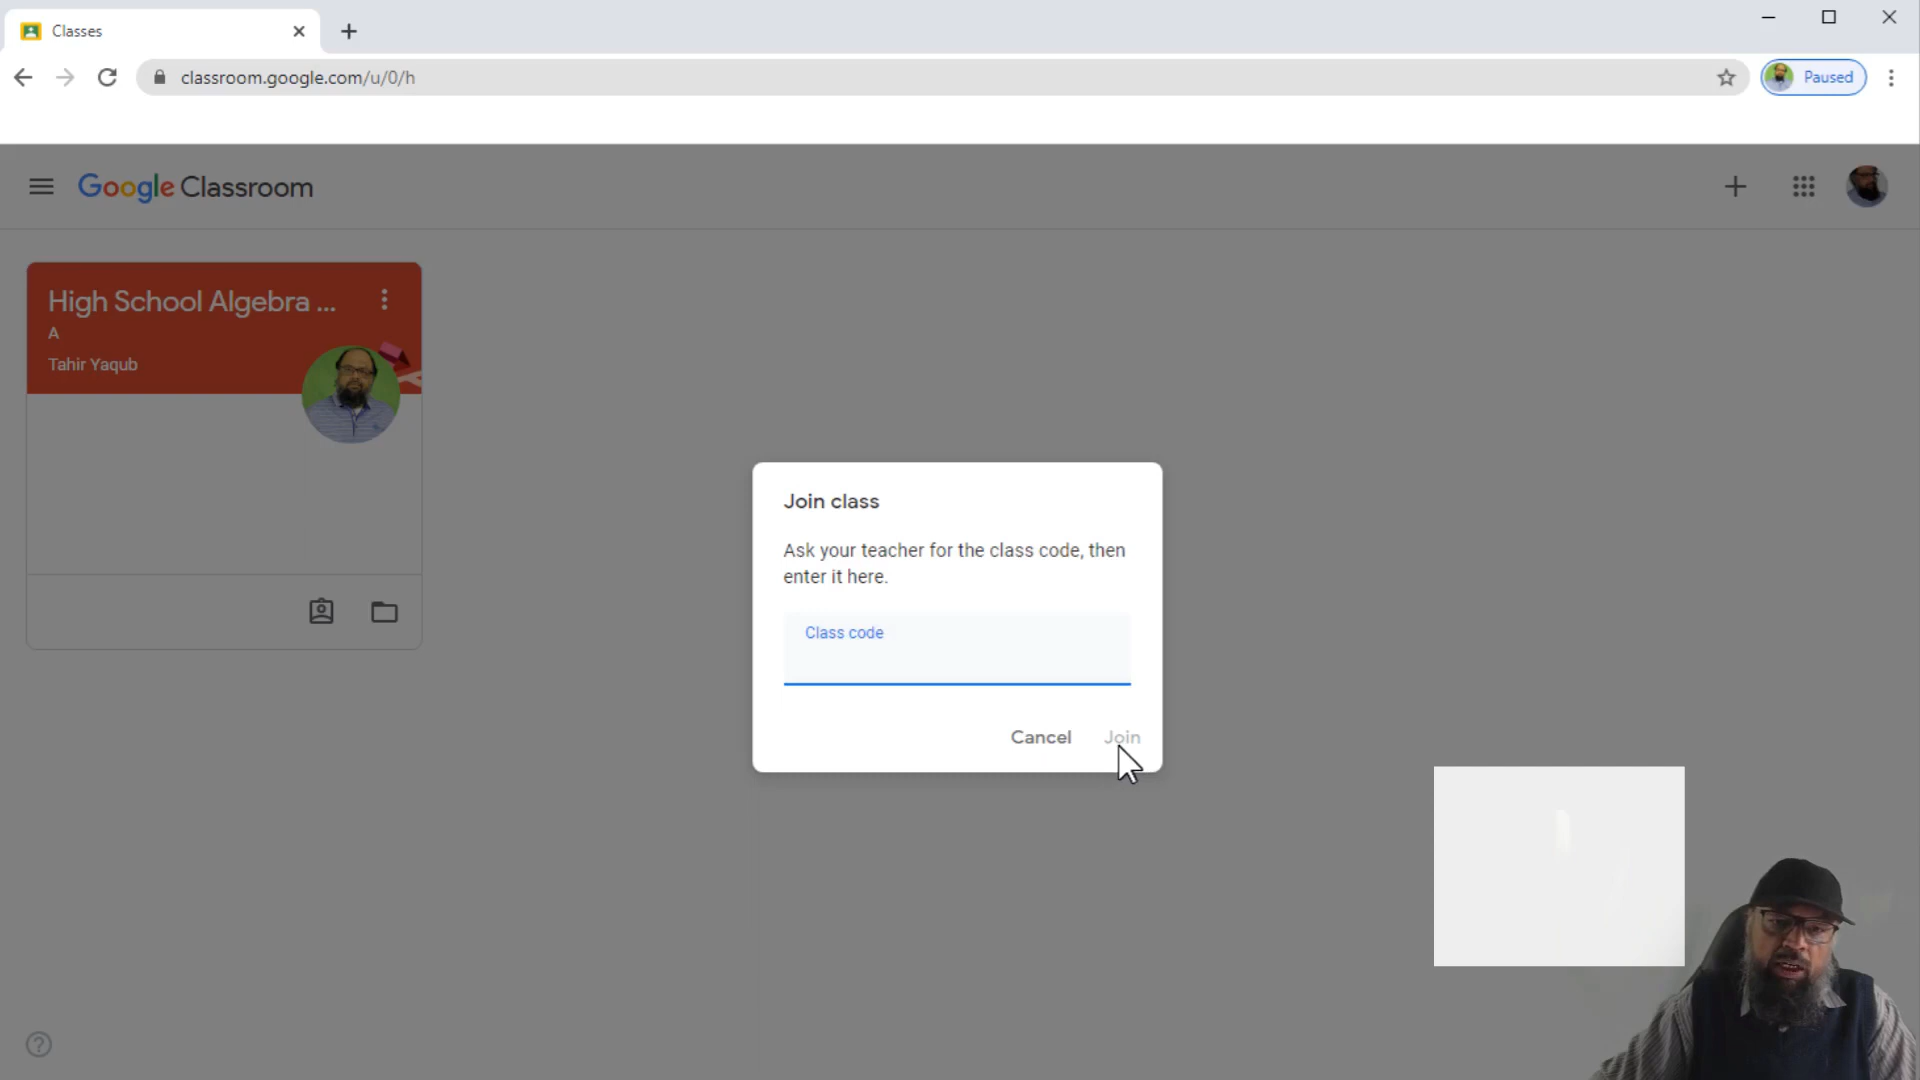 Classes
classroom.google.com/u/0/h
Paused
Google Classroom
High School Algebra ...
A
Tahir Yaqub
Join class
Ask your teacher for the class code, then
enter it here.
Class code
Cancel
Join
?